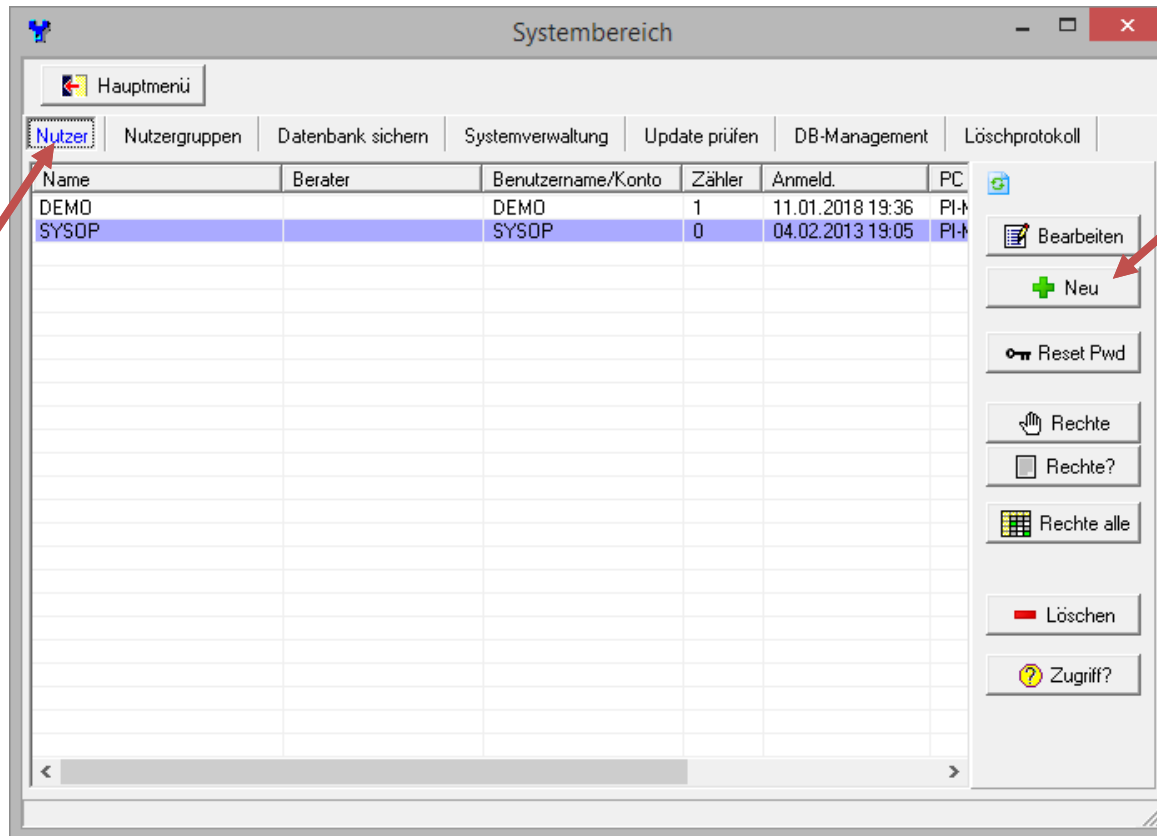 Systembereich
Hauptmenü
Nutzer Nutzergruppen Datenbank sichern Systemverwaltung Update prüfen DB-Management Löschprotokoll
Name Berater Benutzername/Konto Zähler Anmeld. PC
DEMO DEMO 1 11.01.2018 19:36
SYSOP SYSOP 0 04.02.2013 19:05
Bearbeiten
Neu
Reset Pwd
Rechte
Rechte?
Rechte alle
Löschen
Zugriff?